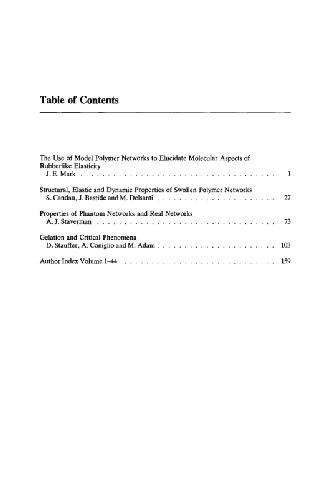 Table of Contents
The Use of Model Polymer Networks to Elucidate Molecular Aspects of
Rubberlike Elasticity
J. E. Mark . . . . . . . . . . . . . . . . . . . . . . . . . . . . . . 1
Structural, Elastic and Dynamic Properties of Swollen Polymer Networks
S. Candau, J. Bastide and M. Delsanti . . . . . . . . . . . . . . . . . . 27
Properties of Phantom Networks and Real Networks
A. J. Staverman . . . . . . . . . . . . . . . . . . . . . . . . . . . . 73
Gelation and Critical Phenomena
D. Stauffer, A. Coniglio and M. Adam . . . . . . . . . . . . . . . . . . 103
Author Index Volume 1–44 . . . . . . . . . . . . . . . . . . . . . . . 159